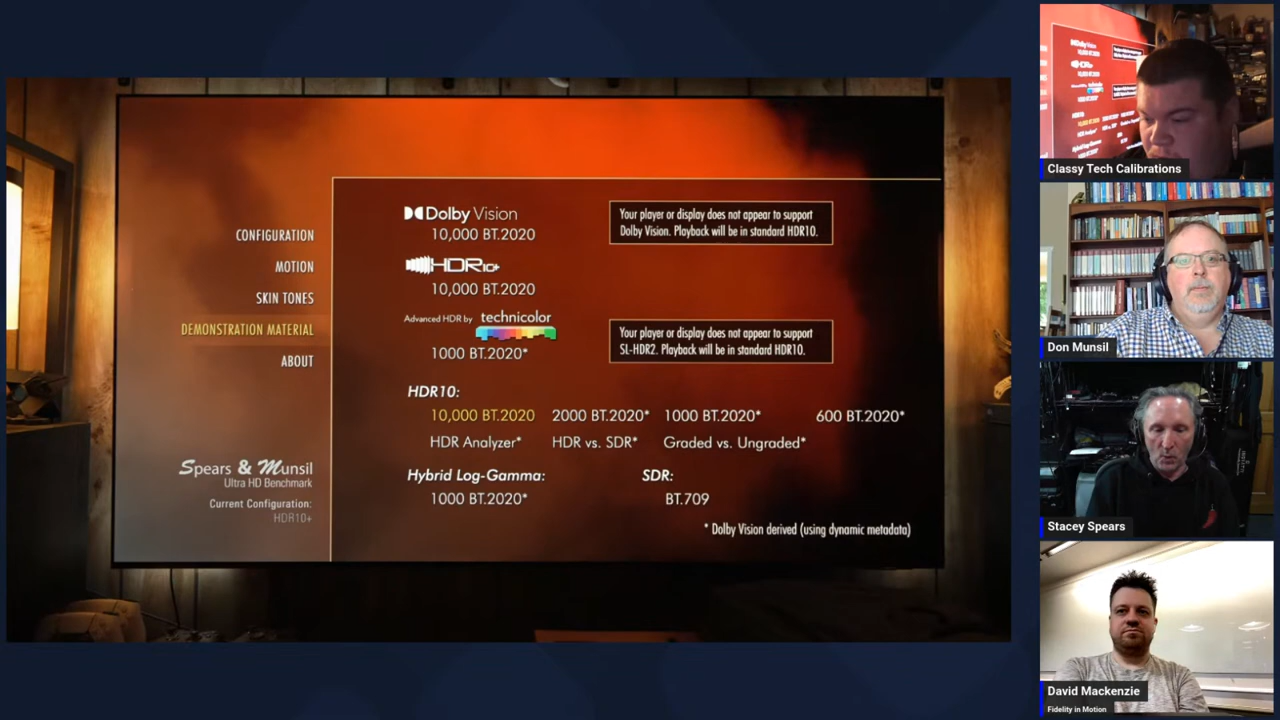 CONFIGURATION
MOTION
SKIN TONES
DEMONSTRATION MATERIAL
ABOUT
Spears & Munsil
Ultra HD Benchmark
Current Configuration:
HDR10+
Dolby Vision
10,000 BT.2020
Your player or display does not appear to support
Dolby Vision. Playback will be in standard HDR10.
HDR10+
10,000 BT.2020
Advanced HDR by technicolor
1000 BT.2020*
Your player or display does not appear to support
SL-HDR2. Playback will be in standard HDR10.
HDR10:
10,000 BT.2020 2000 BT.2020* 1000 BT.2020* 600 BT.2020*
HDR Analyzer* HDR vs. SDR* Graded vs. Ungraded*
Hybrid Log-Gamma: SDR:
1000 BT.2020* BT.709
* Dolby Vision derived (using dynamic metadata)
Classy Tech Calibrations
Don Munsil
Stacey Spears
David Mackenzie
Fidelity in Motion